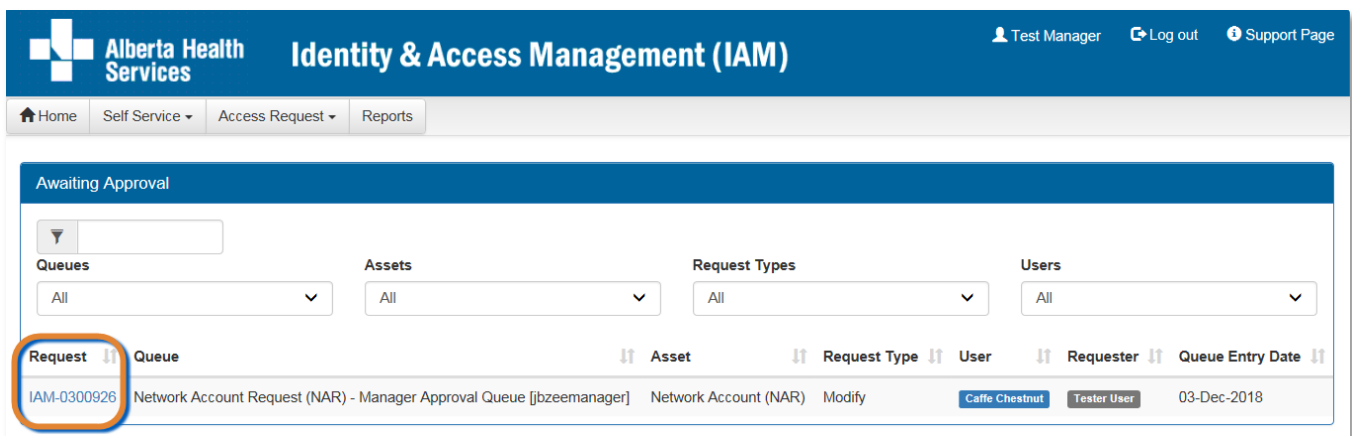 Alberta Health
Services
Identity & Access Management (IAM)
Test Manager Log out Support Page
Home Self Service Access Request Reports
Awaiting Approval
Queues Assets Request Types Users
All All All All
Request Queue Asset Request Type User Requester Queue Entry Date
IAM-0300926 Network Account Request (NAR) - Manager Approval Queue [jbzeemanager] Network Account (NAR) Modify Caffe Chestnut Tester User 03-Dec-2018